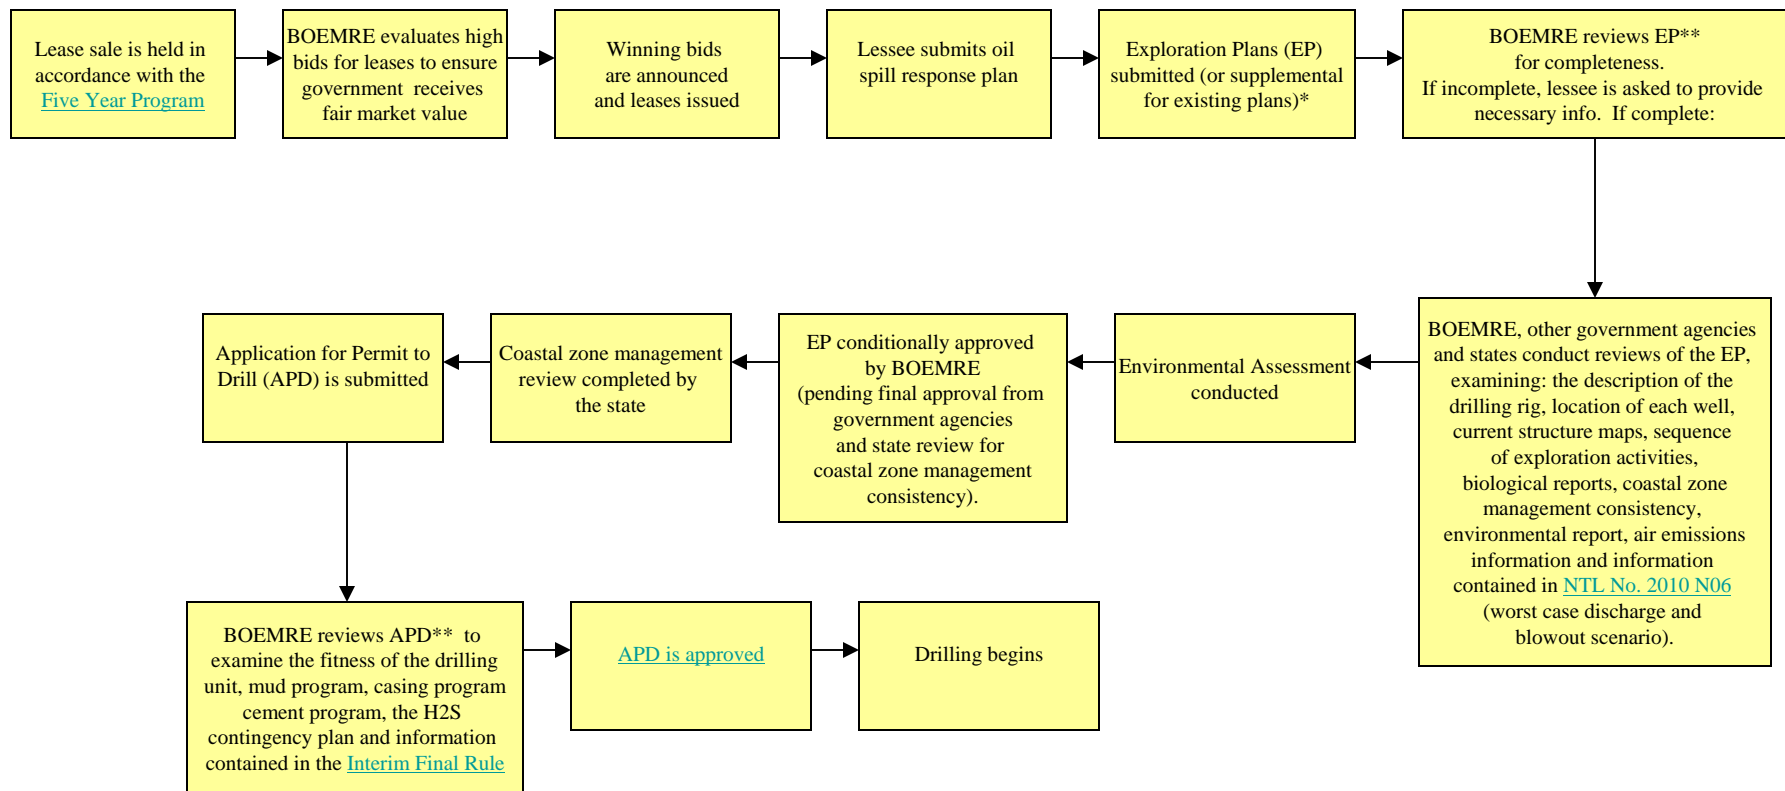 Lease sale is held in
accordance with the
Five Year Program
BOEMRE evaluates high
bids for leases to ensure
government receives
fair market value
Winning bids
are announced
and leases issued
Lessee submits oil
spill response plan
Exploration Plans (EP)
submitted (or supplemental
for existing plans)*
BOEMRE reviews EP**
for completeness.
If incomplete, lessee is asked to provide
necessary info. If complete:
BOEMRE, other government agencies
and states conduct reviews of the EP,
examining: the description of the
drilling rig, location of each well,
current structure maps, sequence
of exploration activities,
biological reports, coastal zone
management consistency,
environmental report, air emissions
information and information
contained in NTL No. 2010 N06
(worst case discharge and
blowout scenario).
Environmental Assessment
conducted
EP conditionally approved
by BOEMRE
(pending final approval from
government agencies
and state review for
coastal zone management
consistency).
Coastal zone management
review completed by
the state
Application for Permit to
Drill (APD) is submitted
BOEMRE reviews APD** to
examine the fitness of the drilling
unit, mud program, casing program
cement program, the H2S
contingency plan and information
contained in the Interim Final Rule
APD is approved
Drilling begins